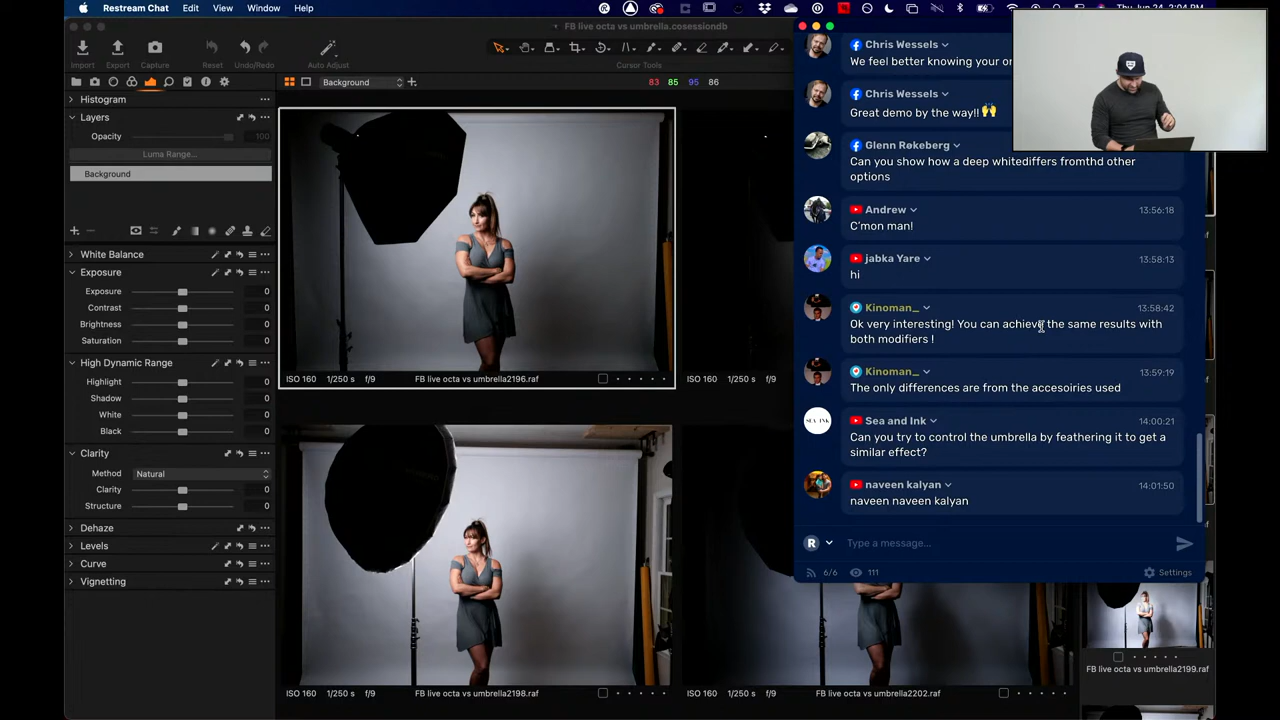 Restream Chat Edit View Window Help Thu Jun 24 2:04 PM
FB live octa vs umbrella.cosessiondb
Import Export Capture Reset Undo/Redo Auto Adjust Cursor Tools
Background 83 85 95 86
Histogram
Layers
Opacity 100
Luma Range...
Background
White Balance
Exposure
Exposure 0
Contrast 0
Brightness 0
Saturation 0
High Dynamic Range
Highlight 0
Shadow 0
White 0
Black 0
Clarity
Method Natural
Clarity 0
Structure 0
Dehaze
Levels
Curve
Vignetting
ISO 160 1/250 s f/9 FB live octa vs umbrella2196.raf
ISO 160 1/250 s f/9
ISO 160 1/250 s f/9 FB live octa vs umbrella2198.raf
ISO 160 1/250 s f/9 FB live octa vs umbrella2202.raf
FB live octa vs umbrella2199.raf
Chris Wessels
We feel better knowing your
Chris Wessels
Great demo by the way!! 🙌
Glenn Røkeberg
Can you show how a deep whitediffers fromthd other
options
Andrew 13:56:18
C'mon man!
jabka Yare 13:58:13
hi
Kinoman_ 13:58:42
Ok very interesting! You can achieve the same results with
both modifiers !
Kinoman_ 13:59:19
The only differences are from the accesoiries used
Sea and Ink 14:00:21
Can you try to control the umbrella by feathering it to get a
similar effect?
naveen kalyan 14:01:50
naveen naveen kalyan
R Type a message...
6/6 111 Settings